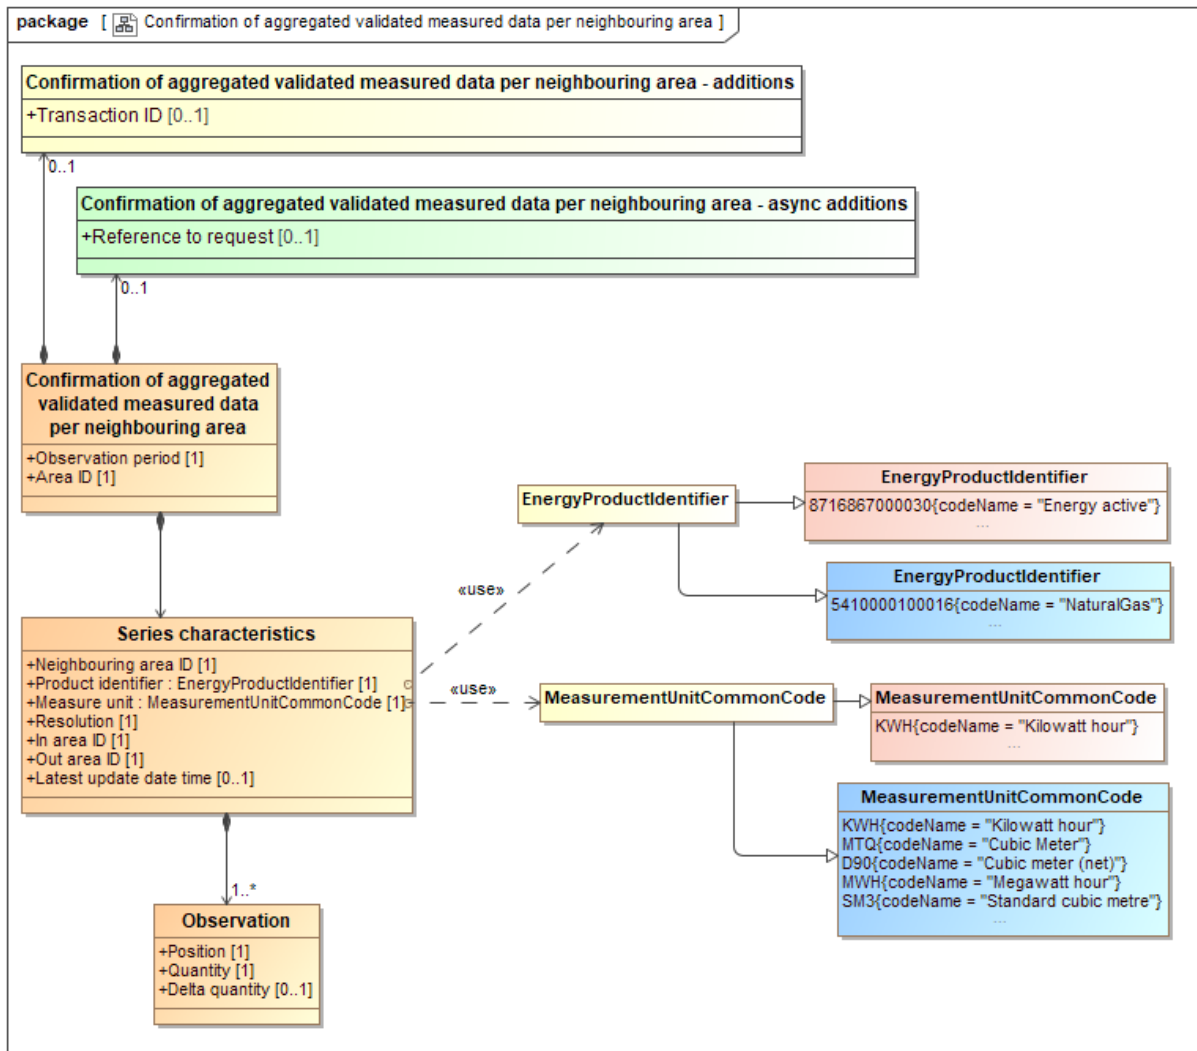 package [ Confirmation of aggregated validated measured data per neighbouring area ]
Confirmation of aggregated validated measured data per neighbouring area - additions
+Transaction ID [0..1]
0..1
Confirmation of aggregated validated measured data per neighbouring area - async additions
+Reference to request [0..1]
0..1
Confirmation of aggregated
validated measured data
per neighbouring area
+Observation period [1]
+Area ID [1]
EnergyProductIdentifier
EnergyProductIdentifier
8716867000030{codeName = "Energy active"}
...
EnergyProductIdentifier
5410000100016{codeName = "NaturalGas"}
...
«use»
Series characteristics
+Neighbouring area ID [1]
+Product identifier : EnergyProductIdentifier [1]
+Measure unit : MeasurementUnitCommonCode [1]
+Resolution [1]
+In area ID [1]
+Out area ID [1]
+Latest update date time [0..1]
«use»
MeasurementUnitCommonCode
MeasurementUnitCommonCode
KWH{codeName = "Kilowatt hour"}
...
MeasurementUnitCommonCode
KWH{codeName = "Kilowatt hour"}
MTQ{codeName = "Cubic Meter"}
D90{codeName = "Cubic meter (net)"}
MWH{codeName = "Megawatt hour"}
SM3{codeName = "Standard cubic metre"}
...
1..*
Observation
+Position [1]
+Quantity [1]
+Delta quantity [0..1]